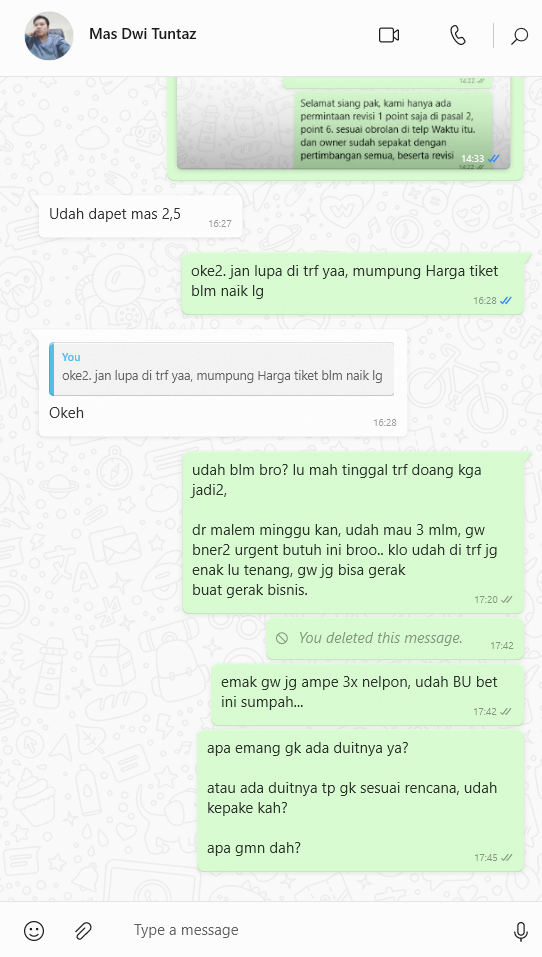 Mas Dwi Tuntaz
14:22
Selamat siang pak, kami hanya ada
permintaan revisi 1 point saja di pasal 2,
point 6. sesuai obrolan di telp Waktu itu.
dan owner sudah sepakat dengan
pertimbangan semua, beserta revisi
14:33
14:22
Udah dapet mas 2,5
16:27
oke2. jan lupa di trf yaa, mumpung Harga tiket
blm naik lg
16:28
You
oke2. jan lupa di trf yaa, mumpung Harga tiket blm naik lg
Okeh
16:28
udah blm bro? lu mah tinggal trf doang kga
jadi2,
dr malem minggu kan, udah mau 3 mlm, gw
bner2 urgent butuh ini broo.. klo udah di trf jg
enak lu tenang, gw jg bisa gerak
buat gerak bisnis.
17:20
You deleted this message.
17:42
emak gw jg ampe 3x nelpon, udah BU bet
ini sumpah...
17:42
apa emang gk ada duitnya ya?
atau ada duitnya tp gk sesuai rencana, udah
kepake kah?
apa gmn dah?
17:45
Type a message